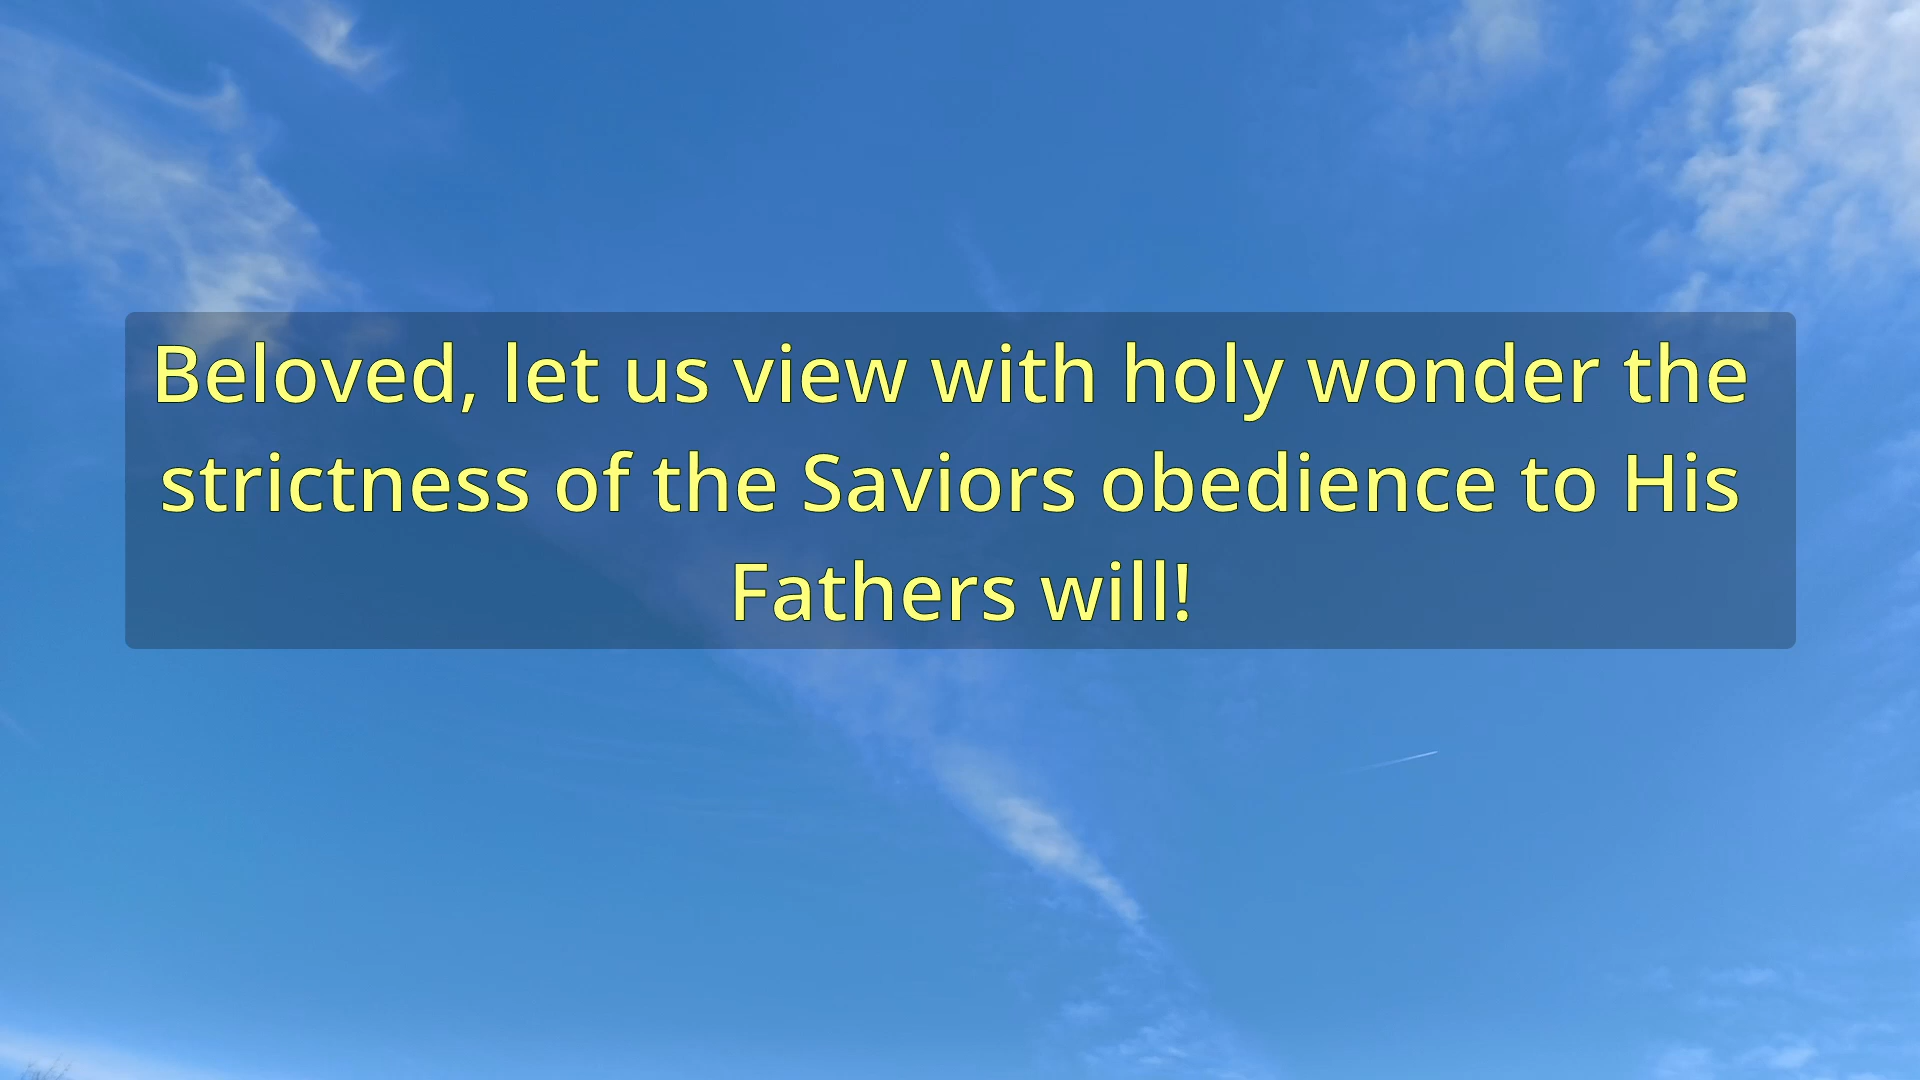 Beloved, let us view with holy wonder the
strictness of the Saviors obedience to His
Fathers will!